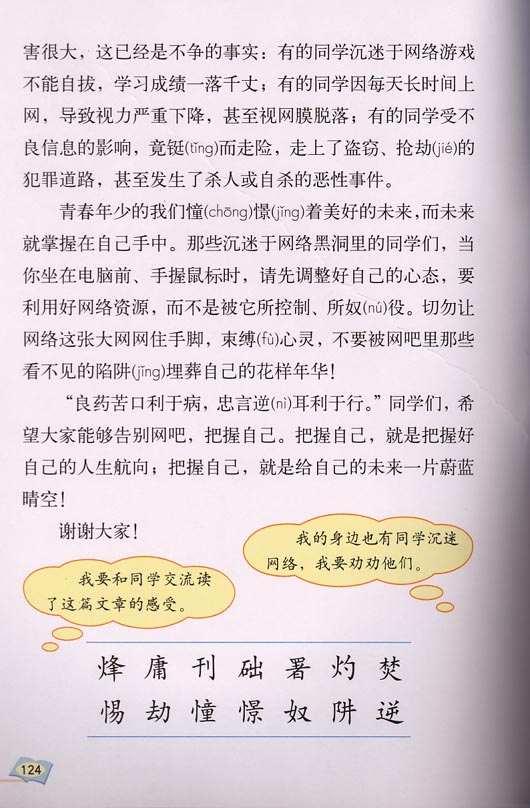 害很大，这已经是不争的事实：有的同学沉迷于网络游戏
不能自拔，学习成绩一落千丈；有的同学因每天长时间上
网，导致视力严重下降，甚至视网膜脱落；有的同学受不
良信息的影响，竟铤(tǐng)而走险，走上了盗窃、抢劫(jié)的
犯罪道路，甚至发生了杀人或自杀的恶性事件。
青春年少的我们憧(chōng)憬(jǐng)着美好的未来，而未来
就掌握在自己手中。那些沉迷于网络黑洞里的同学们，当
你坐在电脑前、手握鼠标时，请先调整好自己的心态，要
利用好网络资源，而不是被它所控制、所奴(nú)役。切勿让
网络这张大网网住手脚，束缚(fù)心灵，不要被网吧里那些
看不见的陷阱(jǐng)埋葬自己的花样年华！
“良药苦口利于病，忠言逆(nì)耳利于行。”同学们，希
望大家能够告别网吧，把握自己。把握自己，就是把握好
自己的人生航向；把握自己，就是给自己的未来一片蔚蓝
晴空！
谢谢大家！
我的身边也有同学沉迷
网络，我要劝劝他们。
我要和同学交流读
了这篇文章的感受。
烽 庸 刊 础 署 灼 焚
惕 劫 憧 憬 奴 阱 逆
124